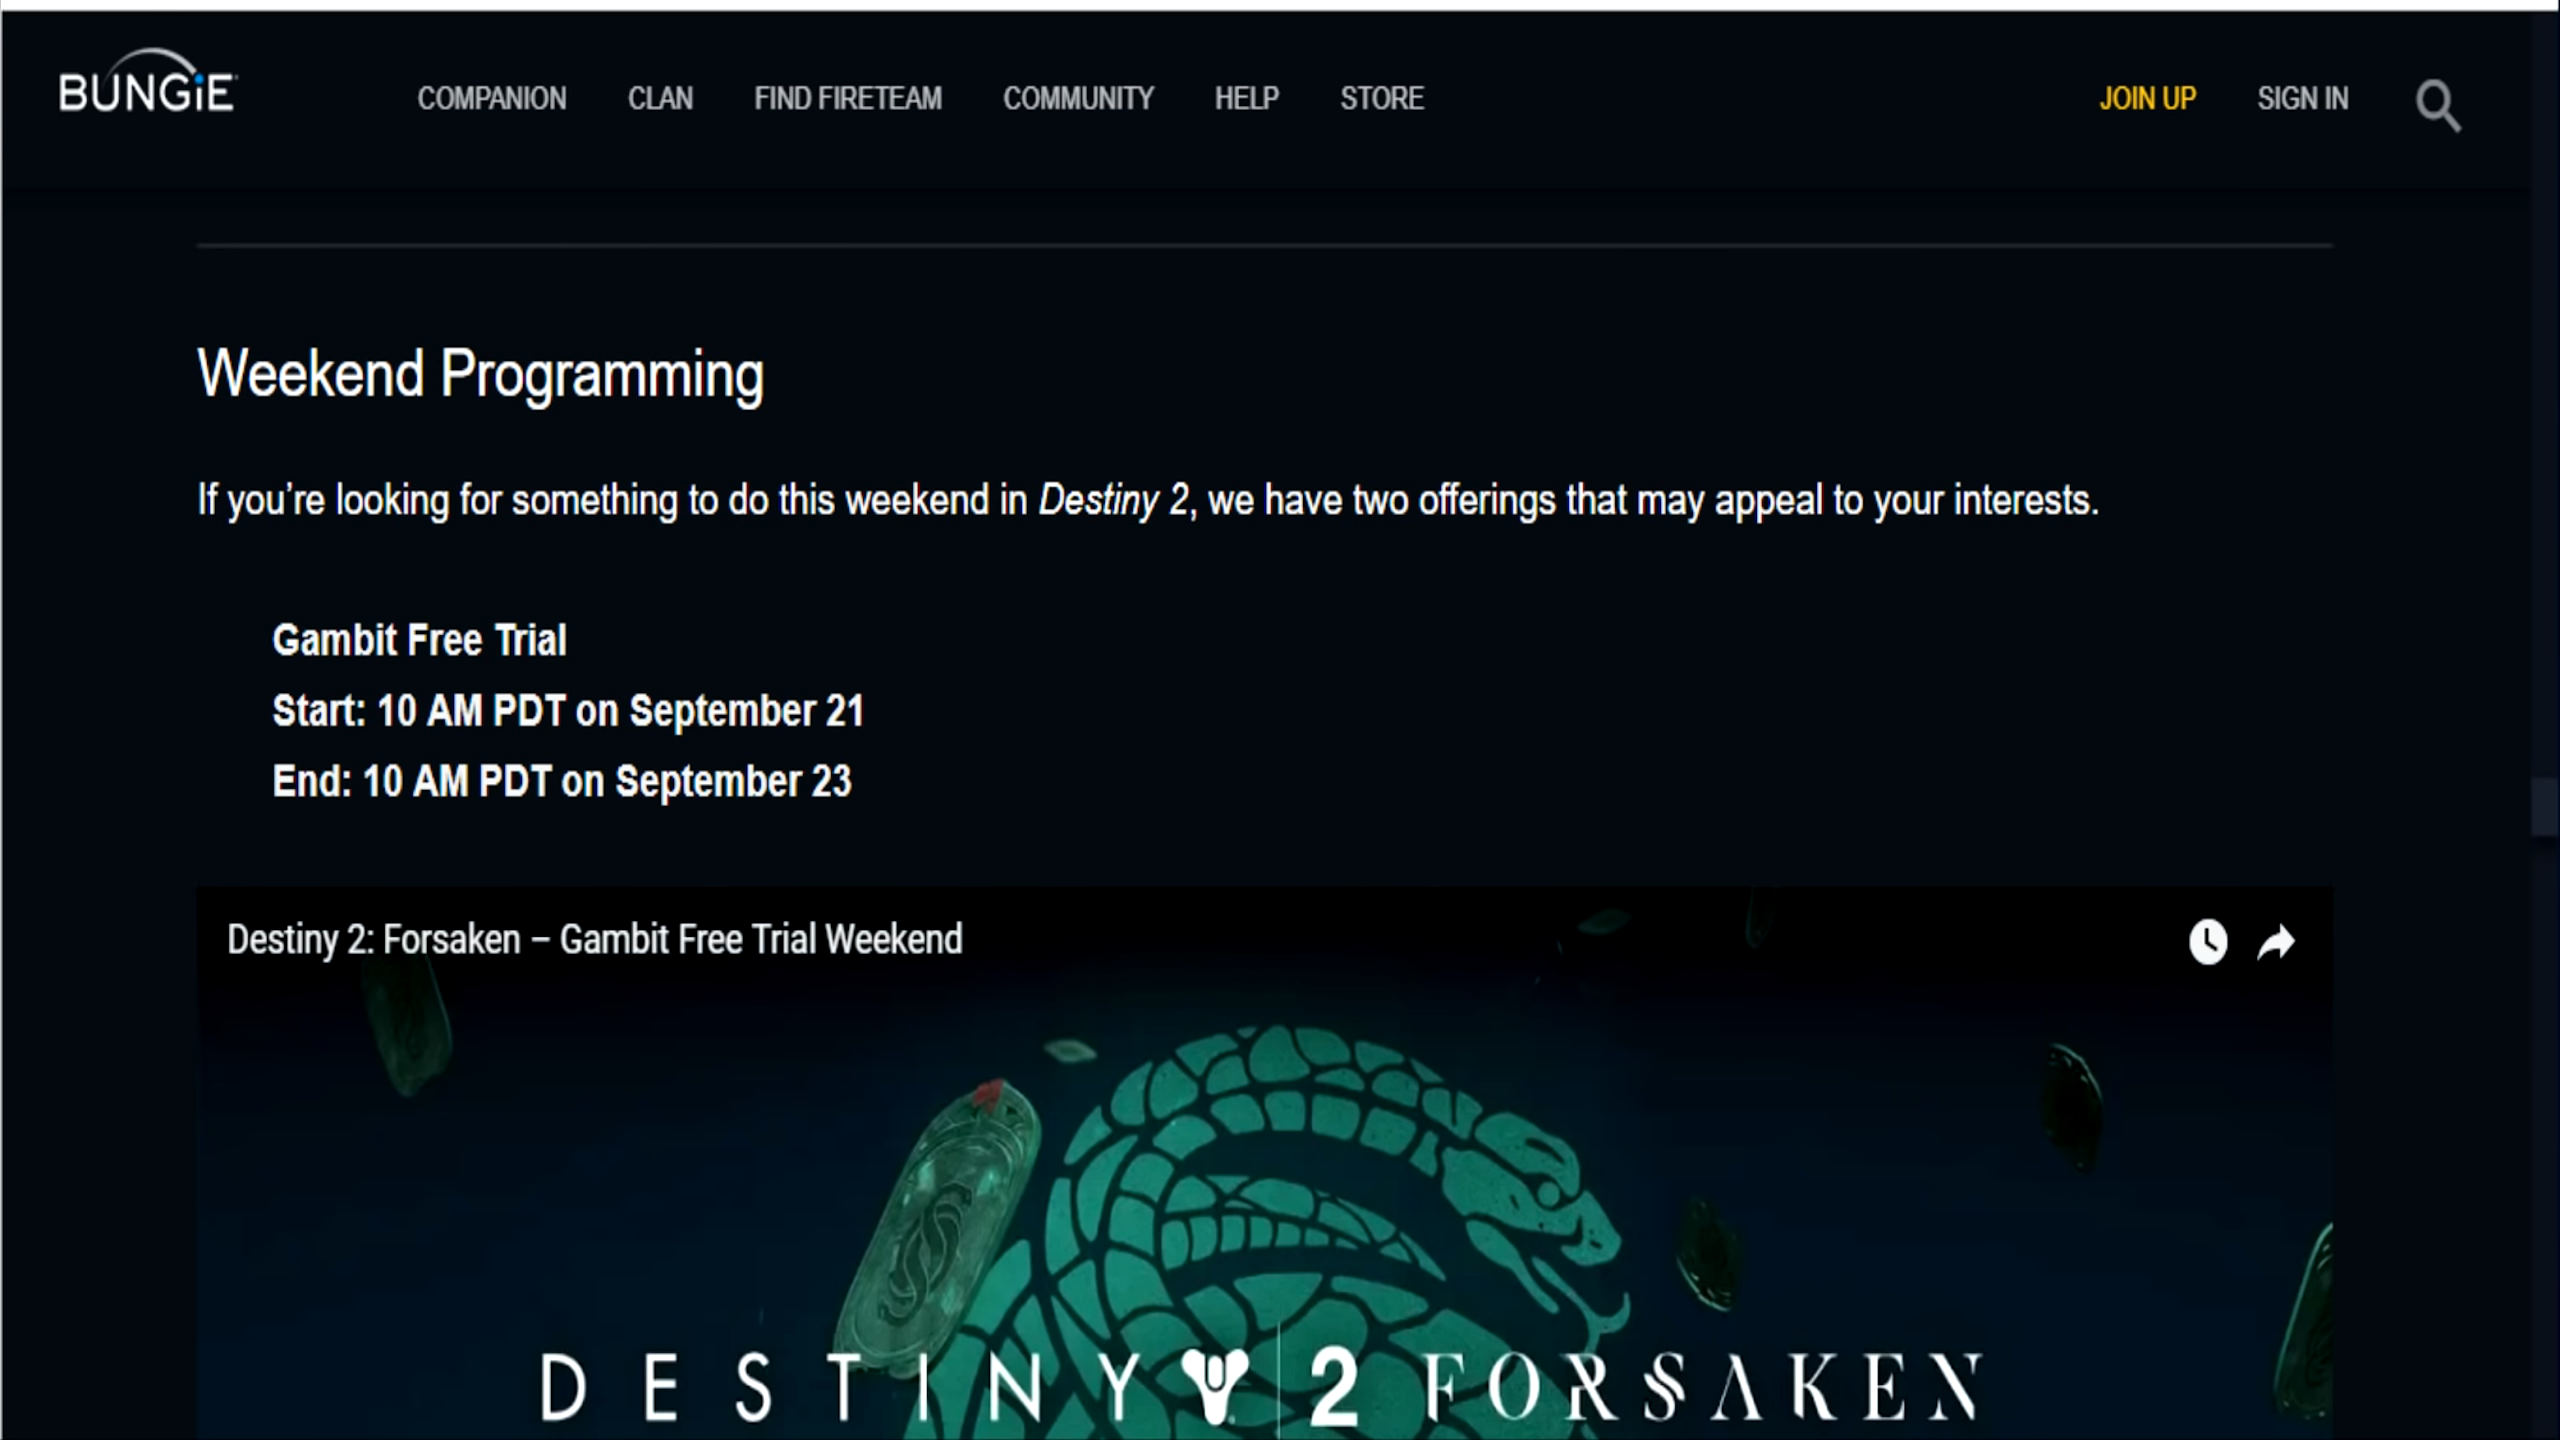 BUNGiE
COMPANION CLAN FIND FIRETEAM COMMUNITY HELP STORE JOIN UP SIGN IN
Weekend Programming
If you’re looking for something to do this weekend in Destiny 2, we have two offerings that may appeal to your interests.
Gambit Free Trial
Start: 10 AM PDT on September 21
End: 10 AM PDT on September 23
Destiny 2: Forsaken – Gambit Free Trial Weekend
DESTINY 2 FORSAKEN